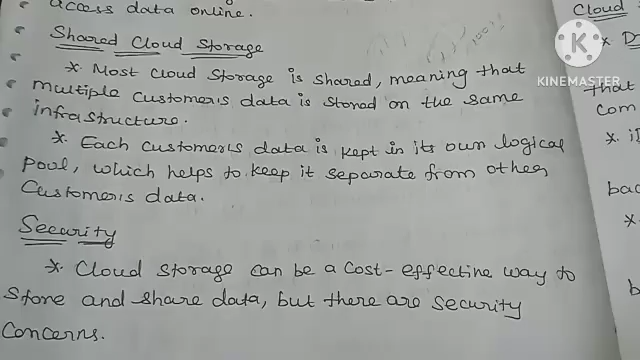 access data online.
Shared Cloud Storage
* Most cloud storage is shared, meaning that
multiple customers data is stored on the same
infrastructure.
* Each customers data is kept in its own logical
pool, which helps to keep it separate from other
customers data.
Security
* Cloud storage can be a cost-effective way to
store and share data, but there are security
concerns.
100%
Cloud
* D
K
KINEMASTER
that
com
* it
bac
*
b